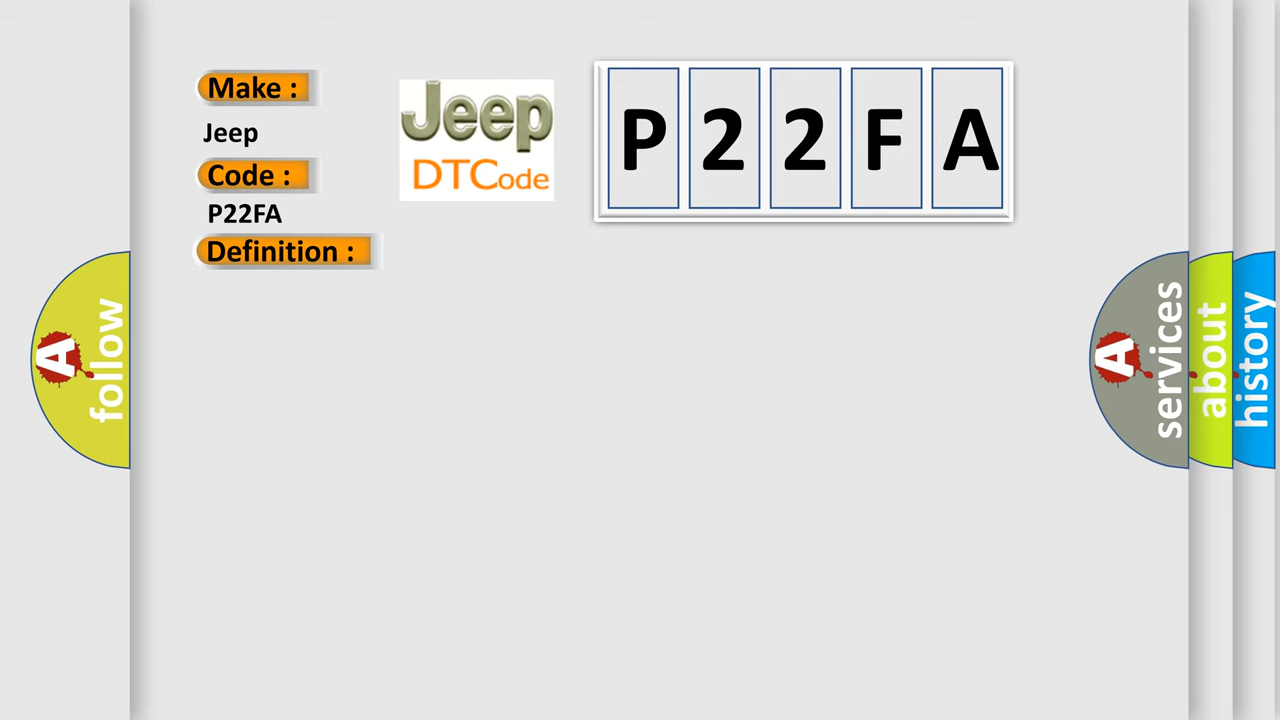 Make :
Jeep
Code :
P22FA
Definition :
Jeep
DTCode
P 2 2 F A
A
follow
A
services
about
history